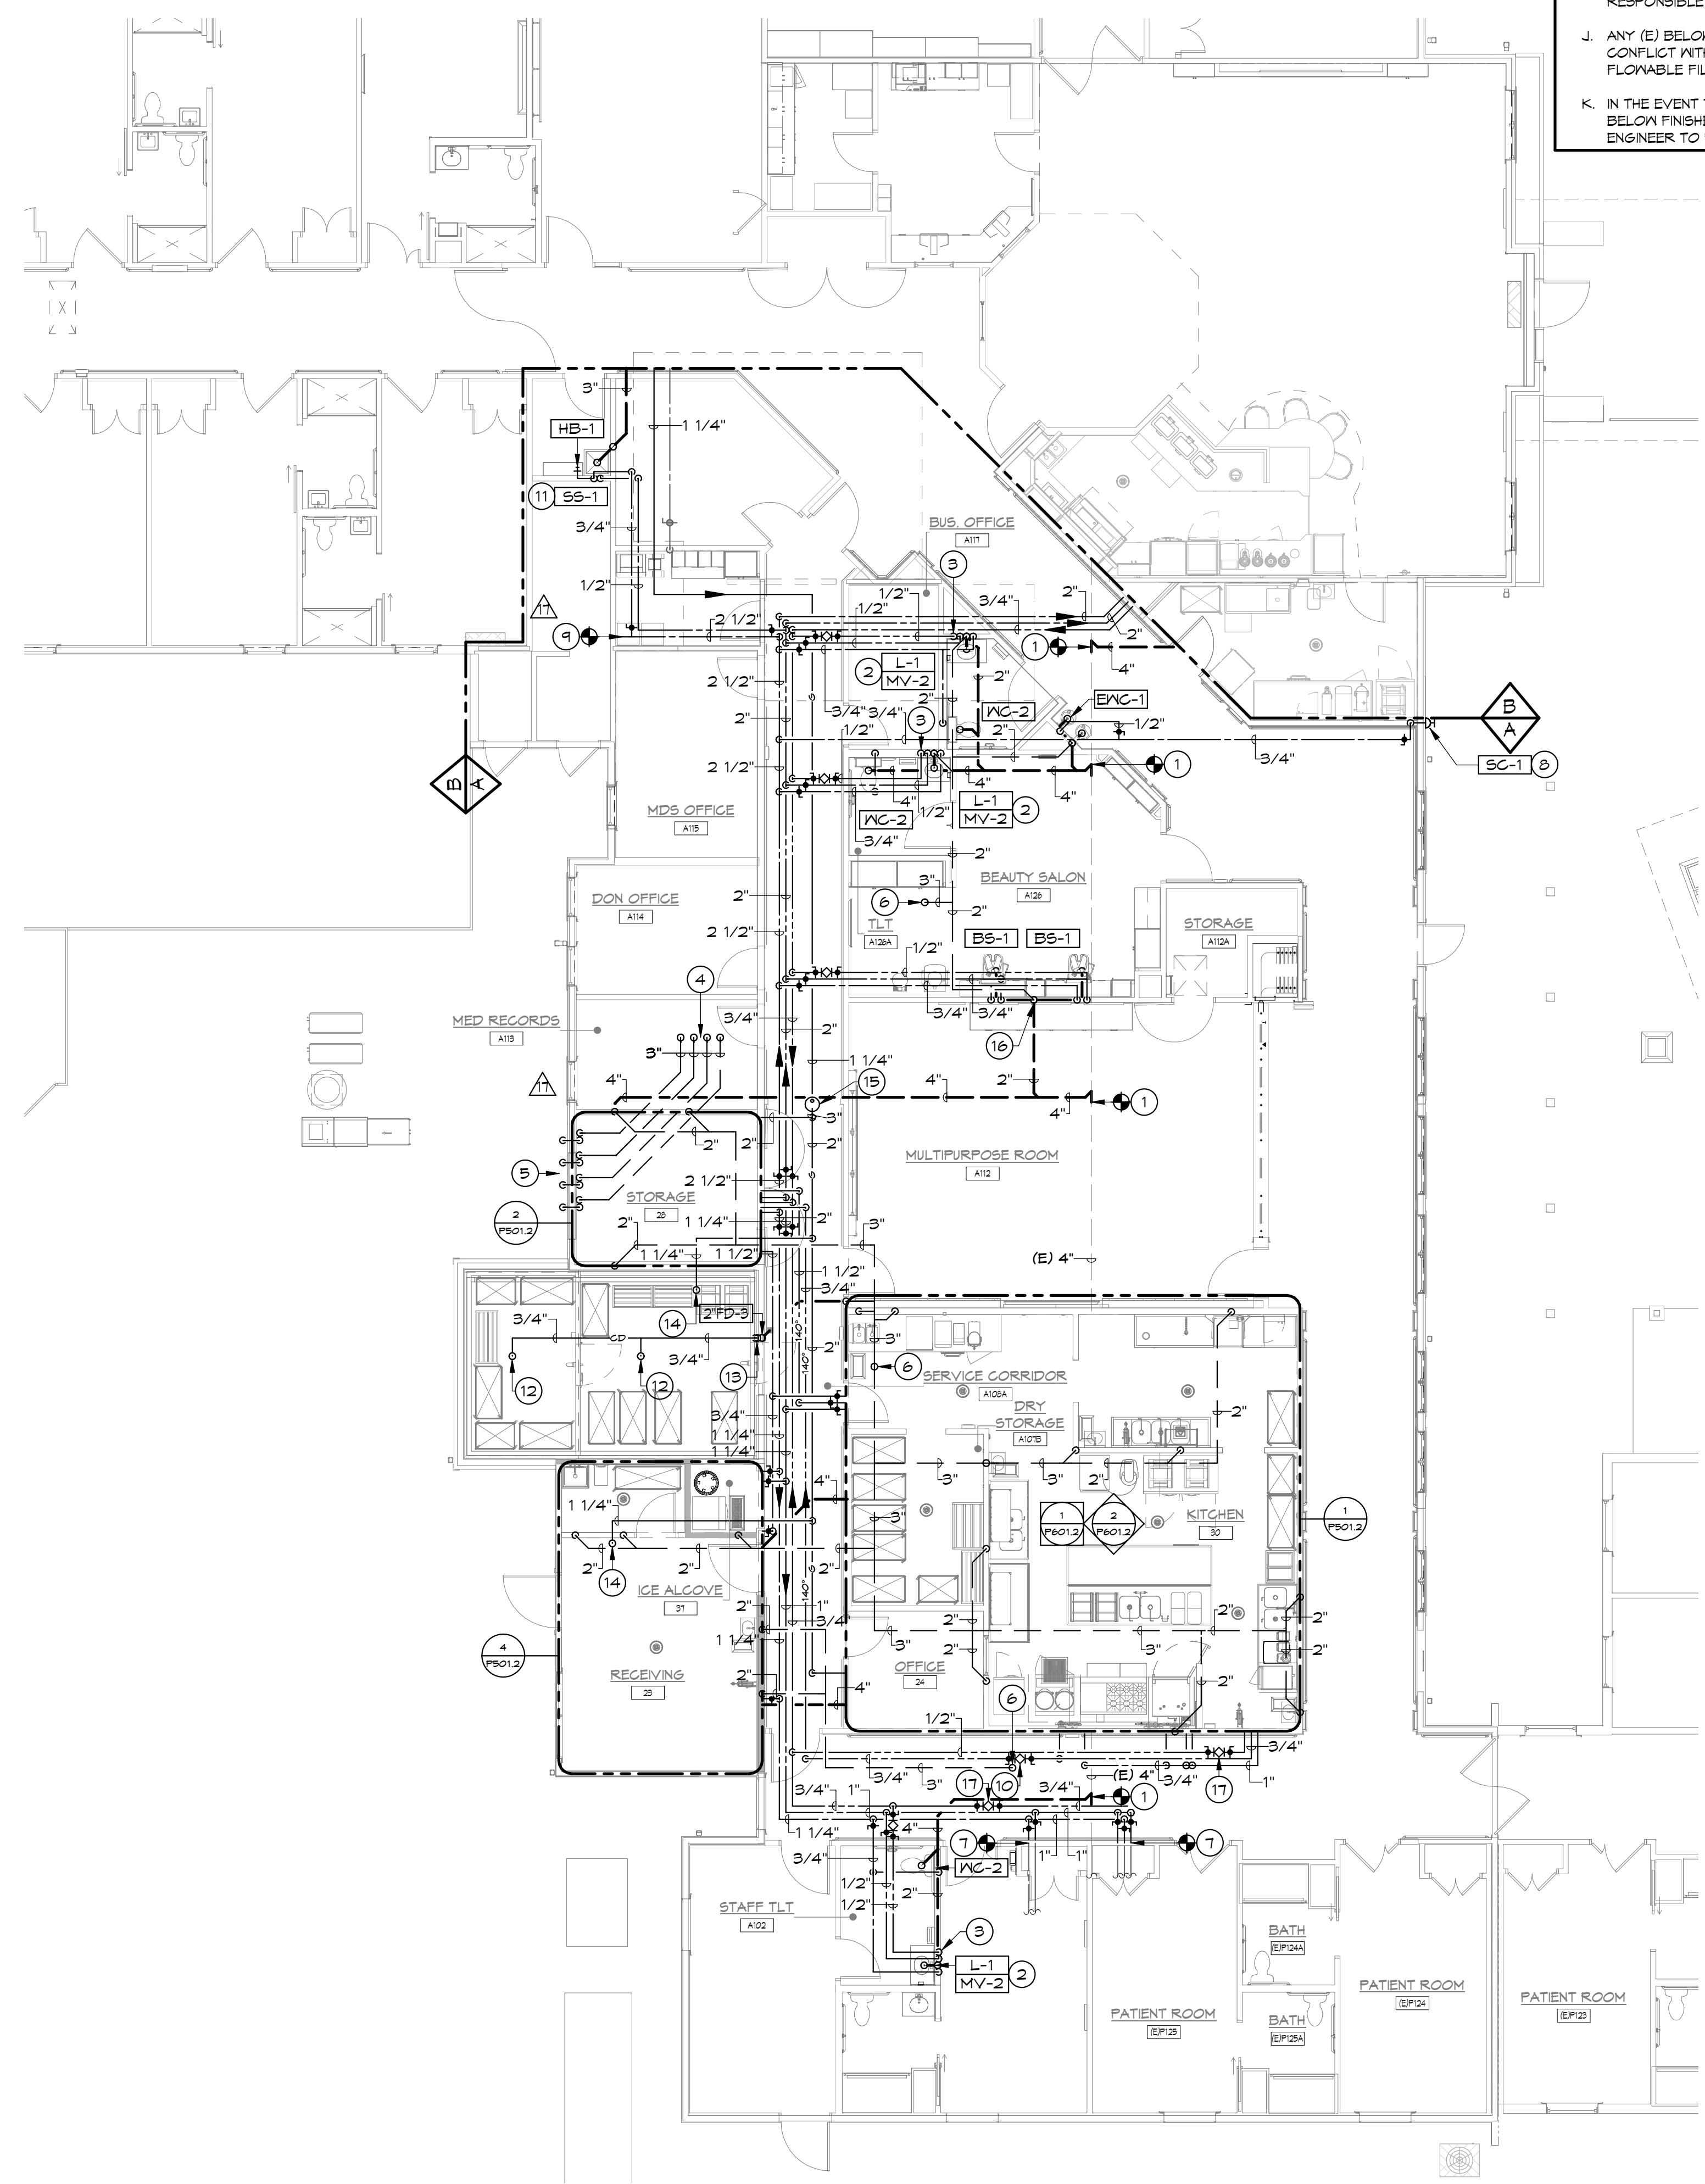 RESPONSIBLE
J. ANY (E) BELOW
CONFLICT WITH
FLOWABLE FIL
K. IN THE EVENT
BELOW FINISHE
ENGINEER TO
3"
HB-1
1 1/4"
11 SS-1
3/4"
1/2"
BUS. OFFICE
A117
3
1/2"
3/4"
2"
17
1/2"
2 1/2"
9
2"
1
4"
2
L-1
MV-2
2"
2 1/2"
EWC-1
WC-2
2"
B
A
2"
3/4"
3/4"
3
2"
1/2"
1/2"
3/4"
SC-1 8
2 1/2"
1
B
A
4"
4"
4"
L-1
MV-2
2
WC-2
1/2"
MDS OFFICE
A115
3/4"
2"
BEAUTY SALON
A126
3"
DON OFFICE
A114
2"
6
2"
TLT
A126A
STORAGE
A112A
2 1/2"
BS-1
BS-1
1/2"
4
3/4"
3/4"
MED RECORDS
A113
3/4"
2"
16
3"
1 1/4"
17
4"
15
4"
2"
1
4"
3"
2"
2"
2"
MULTIPURPOSE ROOM
A112
5
2 1/2"
STORAGE
28
2
P501.2
2"
1 1/4"
2"
3"
1 1/4"
1 1/2"
(E) 4"
1 1/2"
3/4"
2"FD-3
3/4"
14
CD
140°
3"
2"
3/4"
6
12
12
13
140°
SERVICE CORRIDOR
A108A
DRY
STORAGE
A107B
3/4"
2"
1 1/4"
1 1/4"
3"
3"
2"
4"
1 1/4"
3"
1
P601.2
2
P601.2
KITCHEN
30
1
P501.2
2"
2"
14
2"
ICE ALCOVE
37
140°
2"
1"
3/4"
2"
2"
2"
4
P501.2
1 1/4"
3"
2"
3"
2"
RECEIVING
23
2"
OFFICE
24
2"
4"
6
1/2"
3/4"
3/4"
3"
17
10
3/4"
(E) 4"
3/4"
17
1"
3/4"
1"
1
1 1/4"
4"
7
7
3/4"
WC-2
1"
1"
1/2"
2"
1/2"
STAFF TLT
A102
3
L-1
MV-2
2
BATH
(E)P124A
PATIENT ROOM
(E)P124
PATIENT ROOM
(E)P123
PATIENT ROOM
(E)P125
BATH
(E)P125A